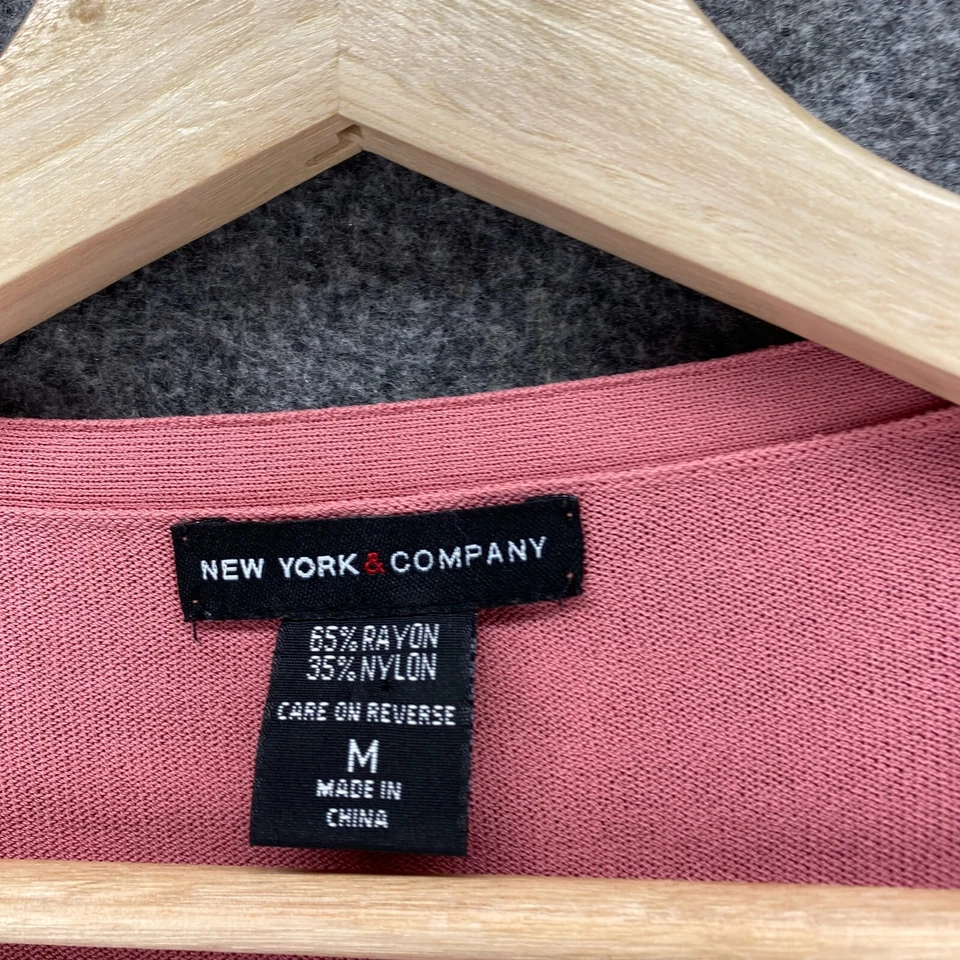 NEW YORK & COMPANY
65% RAYON
35% NYLON
CARE ON REVERSE
M
MADE IN
CHINA